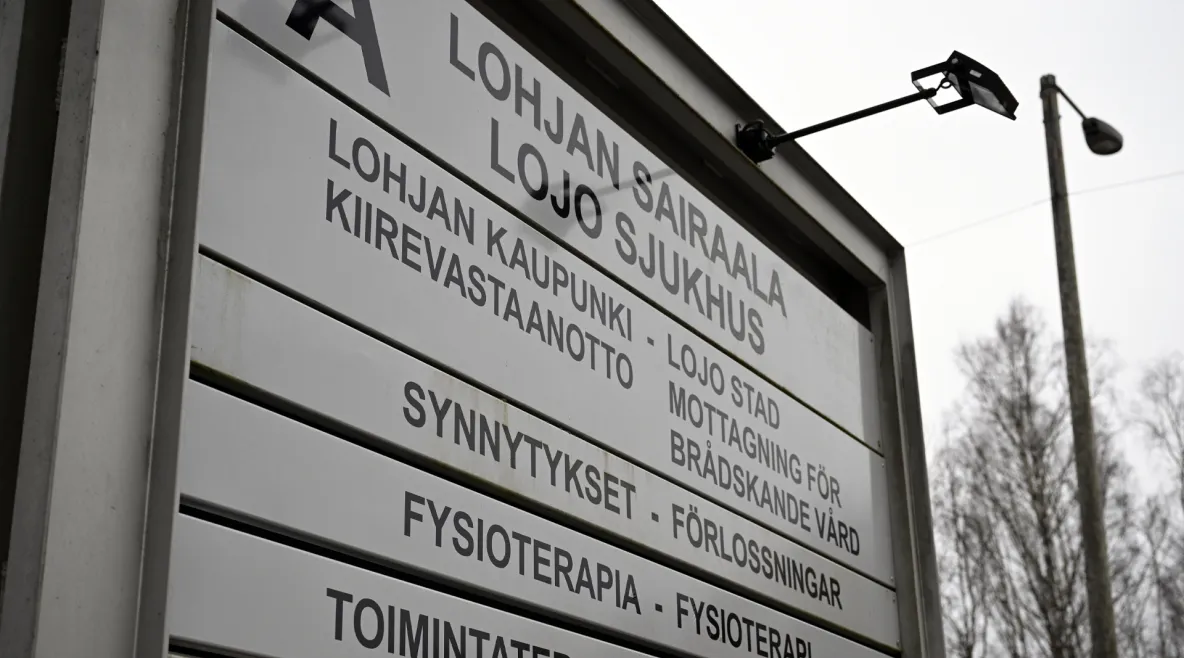 A
LOHJAN SAIRAALA
LOJO SJUKHUS
LOHJAN KAUPUNKI - LOJO STAD
KIIREVASTAANOTTO
MOTTAGNING FÖR
BRÅDSKANDE VÅRD
SYNNYTYKSET - FÖRLOSSNINGAR
FYSIOTERAPIA - FYSIOTERAPI